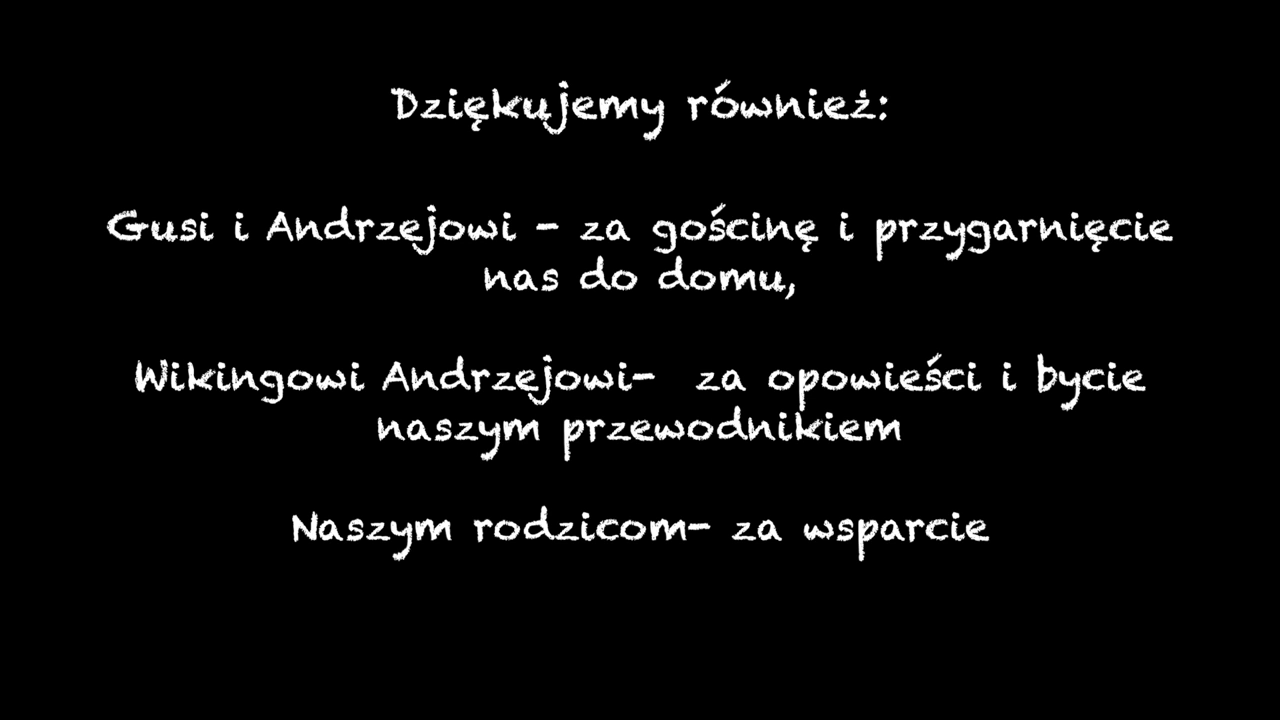 Dziękujemy również:
Gusi i Andrzejowi - za gościnę i przygarnięcie
nas do domu,
Wikingowi Andrzejowi-  za opowieści i bycie
naszym przewodnikiem
Naszym rodzicom- za wsparcie